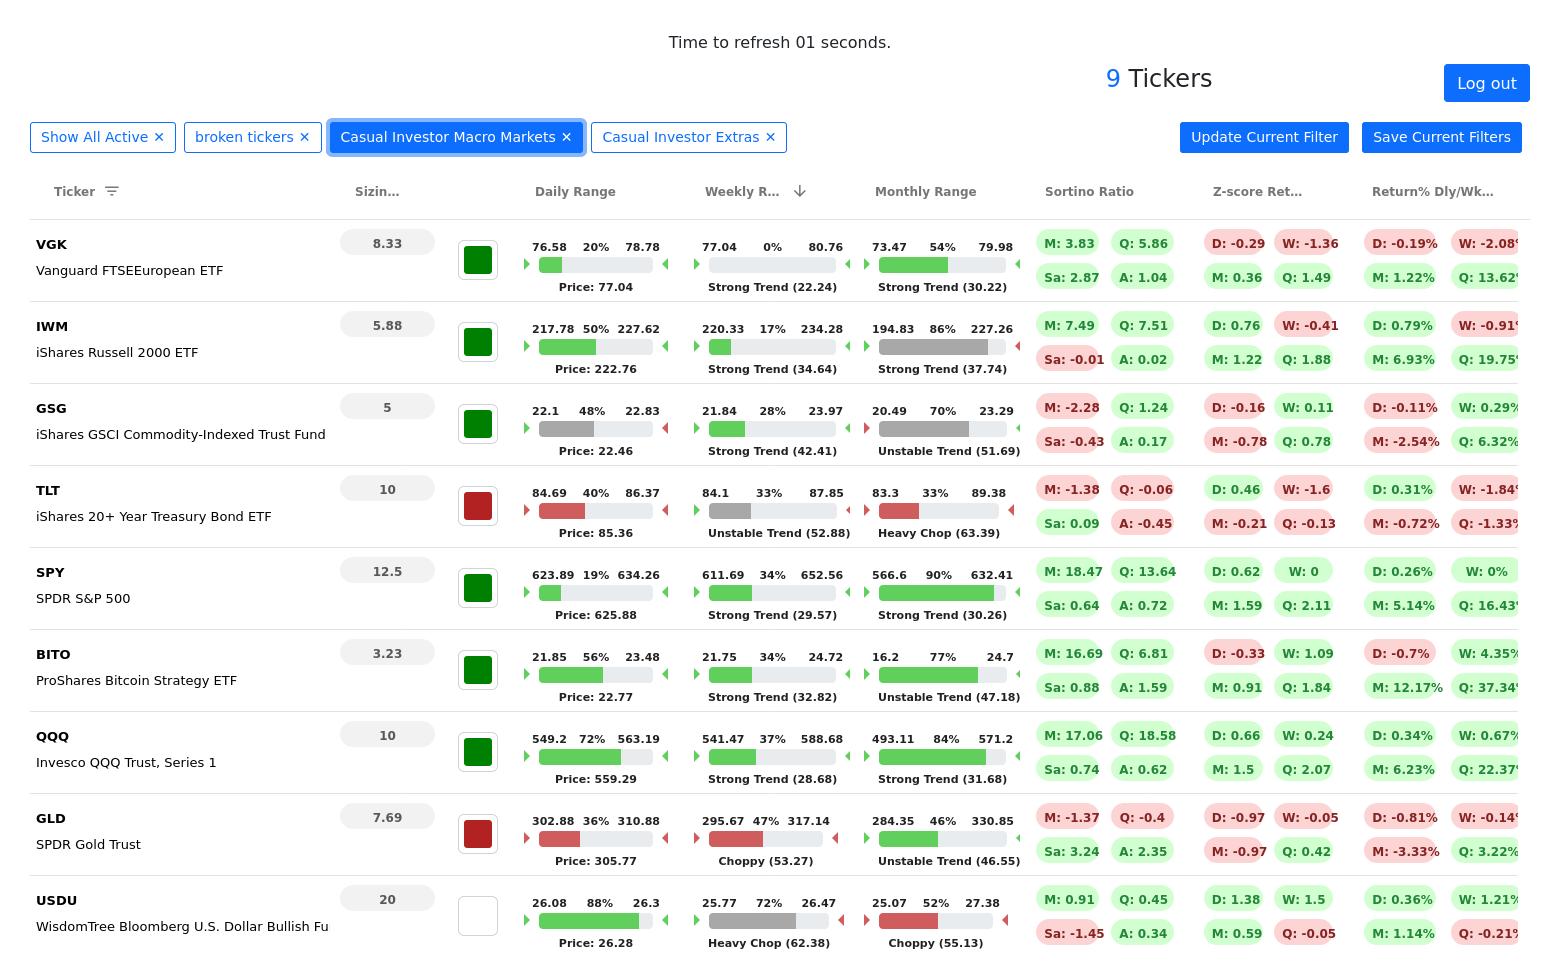 Time to refresh 01 seconds.
9 Tickers
Log out
Show All Active ✕ broken tickers ✕ Casual Investor Macro Markets ✕ Casual Investor Extras ✕ Update Current Filter Save Current Filters
Ticker Sizin... Daily Range Weekly R... Monthly Range Sortino Ratio Z-score Ret... Return% Dly/Wk...
VGK 8.33 76.58 20% 78.78 77.04 0% 80.76 73.47 54% 79.98 M: 3.83 Q: 5.86 D: -0.29 W: -1.36 D: -0.19% W: -2.08%
Vanguard FTSEEuropean ETF Price: 77.04 Strong Trend (22.24) Strong Trend (30.22) Sa: 2.87 A: 1.04 M: 0.36 Q: 1.49 M: 1.22% Q: 13.62%
IWM 5.88 217.78 50% 227.62 220.33 17% 234.28 194.83 86% 227.26 M: 7.49 Q: 7.51 D: 0.76 W: -0.41 D: 0.79% W: -0.91%
iShares Russell 2000 ETF Price: 222.76 Strong Trend (34.64) Strong Trend (37.74) Sa: -0.01 A: 0.02 M: 1.22 Q: 1.88 M: 6.93% Q: 19.75%
GSG 5 22.1 48% 22.83 21.84 28% 23.97 20.49 70% 23.29 M: -2.28 Q: 1.24 D: -0.16 W: 0.11 D: -0.11% W: 0.29%
iShares GSCI Commodity-Indexed Trust Fund Price: 22.46 Strong Trend (42.41) Unstable Trend (51.69) Sa: -0.43 A: 0.17 M: -0.78 Q: 0.78 M: -2.54% Q: 6.32%
TLT 10 84.69 40% 86.37 84.1 33% 87.85 83.3 33% 89.38 M: -1.38 Q: -0.06 D: 0.46 W: -1.6 D: 0.31% W: -1.84%
iShares 20+ Year Treasury Bond ETF Price: 85.36 Unstable Trend (52.88) Heavy Chop (63.39) Sa: 0.09 A: -0.45 M: -0.21 Q: -0.13 M: -0.72% Q: -1.33%
SPY 12.5 623.89 19% 634.26 611.69 34% 652.56 566.6 90% 632.41 M: 18.47 Q: 13.64 D: 0.62 W: 0 D: 0.26% W: 0%
SPDR S&P 500 Price: 625.88 Strong Trend (29.57) Strong Trend (30.26) Sa: 0.64 A: 0.72 M: 1.59 Q: 2.11 M: 5.14% Q: 16.43%
BITO 3.23 21.85 56% 23.48 21.75 34% 24.72 16.2 77% 24.7 M: 16.69 Q: 6.81 D: -0.33 W: 1.09 D: -0.7% W: 4.35%
ProShares Bitcoin Strategy ETF Price: 22.77 Strong Trend (32.82) Unstable Trend (47.18) Sa: 0.88 A: 1.59 M: 0.91 Q: 1.84 M: 12.17% Q: 37.34%
QQQ 10 549.2 72% 563.19 541.47 37% 588.68 493.11 84% 571.2 M: 17.06 Q: 18.58 D: 0.66 W: 0.24 D: 0.34% W: 0.67%
Invesco QQQ Trust, Series 1 Price: 559.29 Strong Trend (28.68) Strong Trend (31.68) Sa: 0.74 A: 0.62 M: 1.5 Q: 2.07 M: 6.23% Q: 22.37%
GLD 7.69 302.88 36% 310.88 295.67 47% 317.14 284.35 46% 330.85 M: -1.37 Q: -0.4 D: -0.97 W: -0.05 D: -0.81% W: -0.14%
SPDR Gold Trust Price: 305.77 Choppy (53.27) Unstable Trend (46.55) Sa: 3.24 A: 2.35 M: -0.97 Q: 0.42 M: -3.33% Q: 3.22%
USDU 20 26.08 88% 26.3 25.77 72% 26.47 25.07 52% 27.38 M: 0.91 Q: 0.45 D: 1.38 W: 1.5 D: 0.36% W: 1.21%
WisdomTree Bloomberg U.S. Dollar Bullish Fu Price: 26.28 Heavy Chop (62.38) Choppy (55.13) Sa: -1.45 A: 0.34 M: 0.59 Q: -0.05 M: 1.14% Q: -0.21%